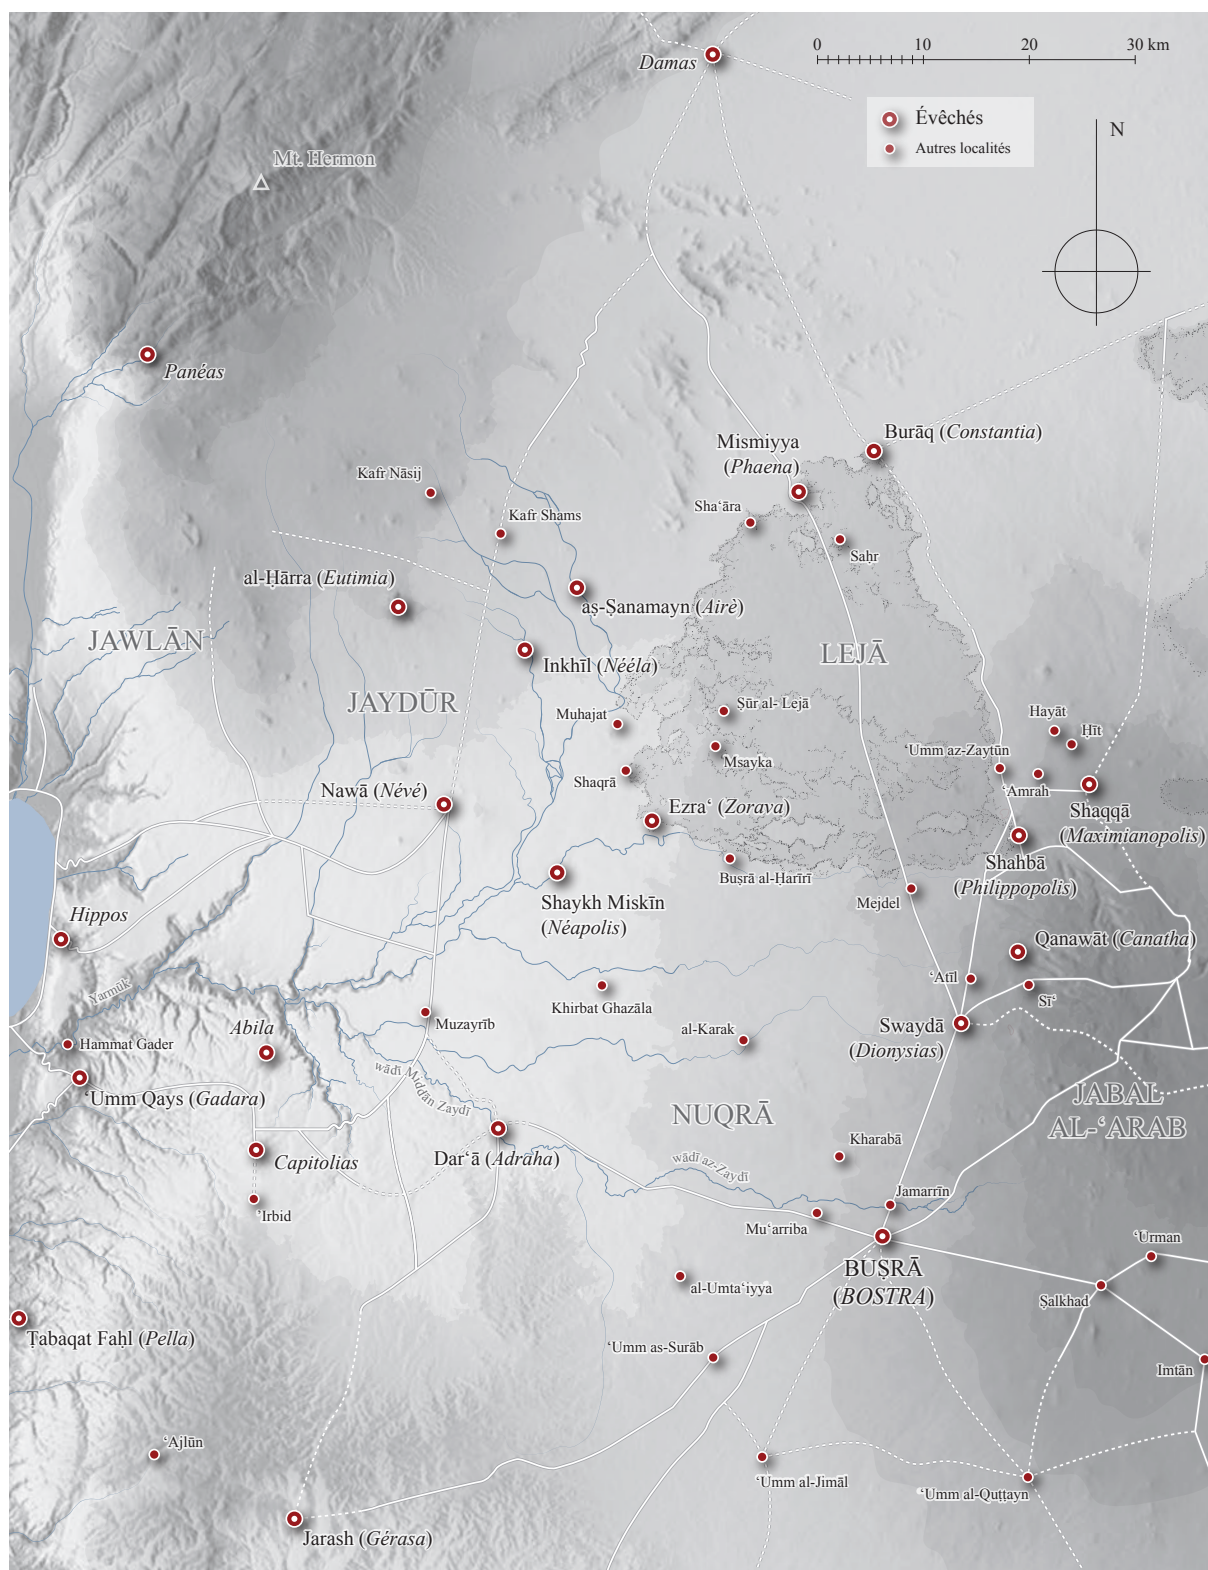 Damas
0 10 20 30 km
Évêchés
Autres localités
N
Mt. Hermon
Panéas
Burāq (Constantia)
Mismiyya
(Phaena)
Kafr Nāsij
Kafr Shams
Sha‘āra
Saḥr
al-Ḥārra (Eutimia)
aṣ-Ṣanamayn (Airè)
JAWLĀN
LEJĀ
Inkhīl (Nééla)
JAYDŪR
Muhajat
Ṣūr al- Lejā
Hayāt
Ḥīt
Msayka
‘Umm az-Zaytūn
Shaqrā
‘Amrah
Nawā (Névé)
Ezra‘ (Zorava)
Shaqqā
(Maximianopolis)
Shahbā
(Philippopolis)
Buṣrā al-Ḥarīrī
Mejdel
Shaykh Miskīn
(Néapolis)
Hippos
Qanawāt (Canatha)
‘Atīl
Sī‘
Yarmūk
Khirbat Ghazāla
Muzayrīb
al-Karak
Swaydā
(Dionysias)
Abila
Hammat Gader
‘Umm Qays (Gadara)
wādī Middān Zaydī
JABAL
AL-‘ARAB
NUQRĀ
Kharabā
Dar‘ā (Adraha)
Capitolias
wādī az-Zaydī
Jamarrīn
’Irbid
Mu‘arriba
‘Urman
BUṢRĀ
(BOSTRA)
al-Umta‘iyya
Ṣalkhad
Ṭabaqat Faḥl (Pella)
‘Umm as-Surāb
Imtān
‘Ajlūn
‘Umm al-Jimāl
‘Umm al-Quṭṭayn
Jarash (Gérasa)